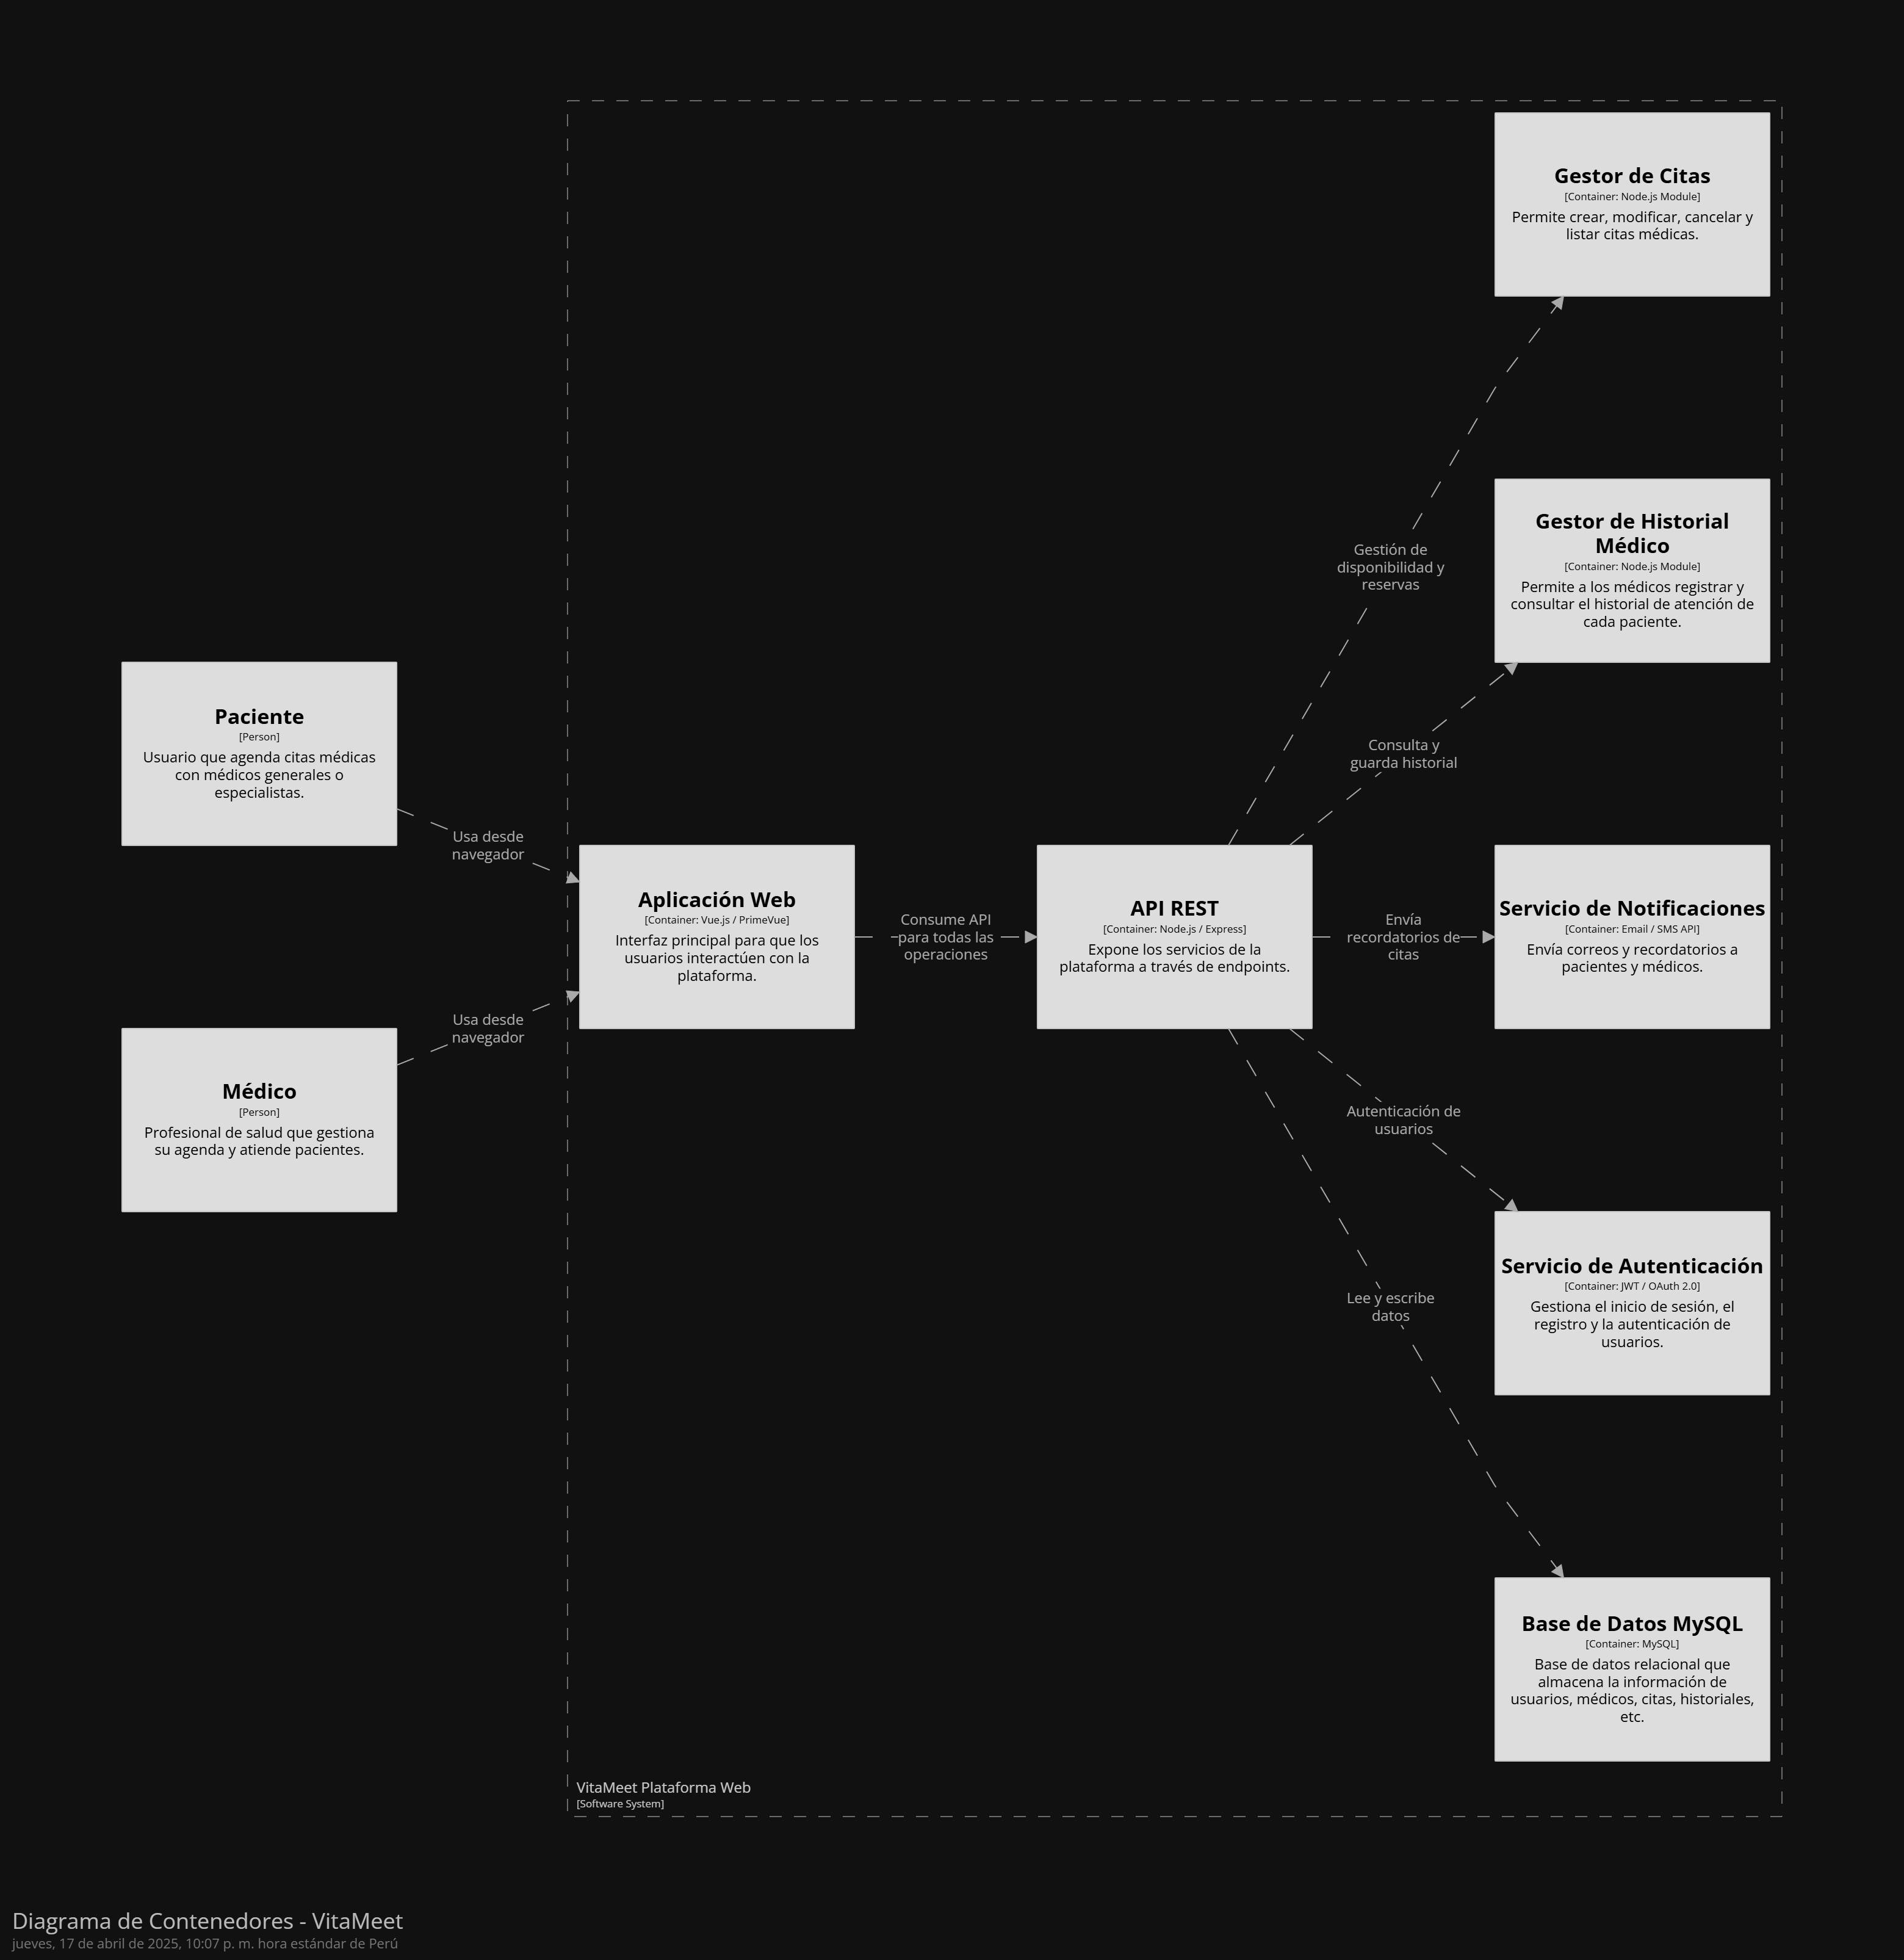 Gestor de Citas
[Container: Node.js Module]
Permite crear, modificar, cancelar y
listar citas médicas.
Gestión de
disponibilidad y
reservas
Gestor de Historial
Médico
[Container: Node.js Module]
Permite a los médicos registrar y
consultar el historial de atención de
cada paciente.
Consulta y
guarda historial
Paciente
[Person]
Usuario que agenda citas médicas
con médicos generales o
especialistas.
Usa desde
navegador
Médico
[Person]
Profesional de salud que gestiona
su agenda y atiende pacientes.
Usa desde
navegador
Aplicación Web
[Container: Vue.js / PrimeVue]
Interfaz principal para que los
usuarios interactúen con la
plataforma.
Consume API
para todas las
operaciones
API REST
[Container: Node.js / Express]
Expone los servicios de la
plataforma a través de endpoints.
Envía
recordatorios de
citas
Servicio de Notificaciones
[Container: Email / SMS API]
Envía correos y recordatorios a
pacientes y médicos.
Autenticación de
usuarios
Servicio de Autenticación
[Container: JWT / OAuth 2.0]
Gestiona el inicio de sesión, el
registro y la autenticación de
usuarios.
Lee y escribe
datos
Base de Datos MySQL
[Container: MySQL]
Base de datos relacional que
almacena la información de
usuarios, médicos, citas, historiales,
etc.
VitaMeet Plataforma Web
[Software System]
Diagrama de Contenedores - VitaMeet
jueves, 17 de abril de 2025, 10:07 p. m. hora estándar de Perú